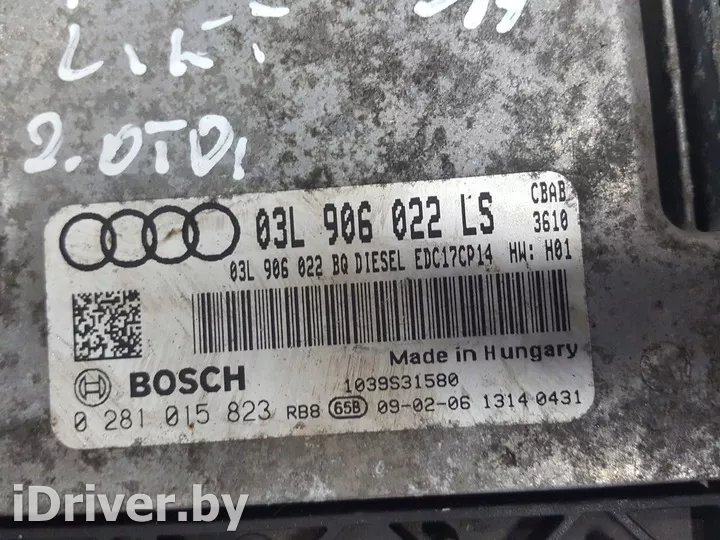 2.0TDI
03L 906 022 LS CBAB
3610
03L 906 022 BQ DIESEL EDC17CP14 HW: H01
Made in Hungary
BOSCH 1039S31580
0 281 015 823 RB8 65B 09-02-06 1314 0431
iDriver.by